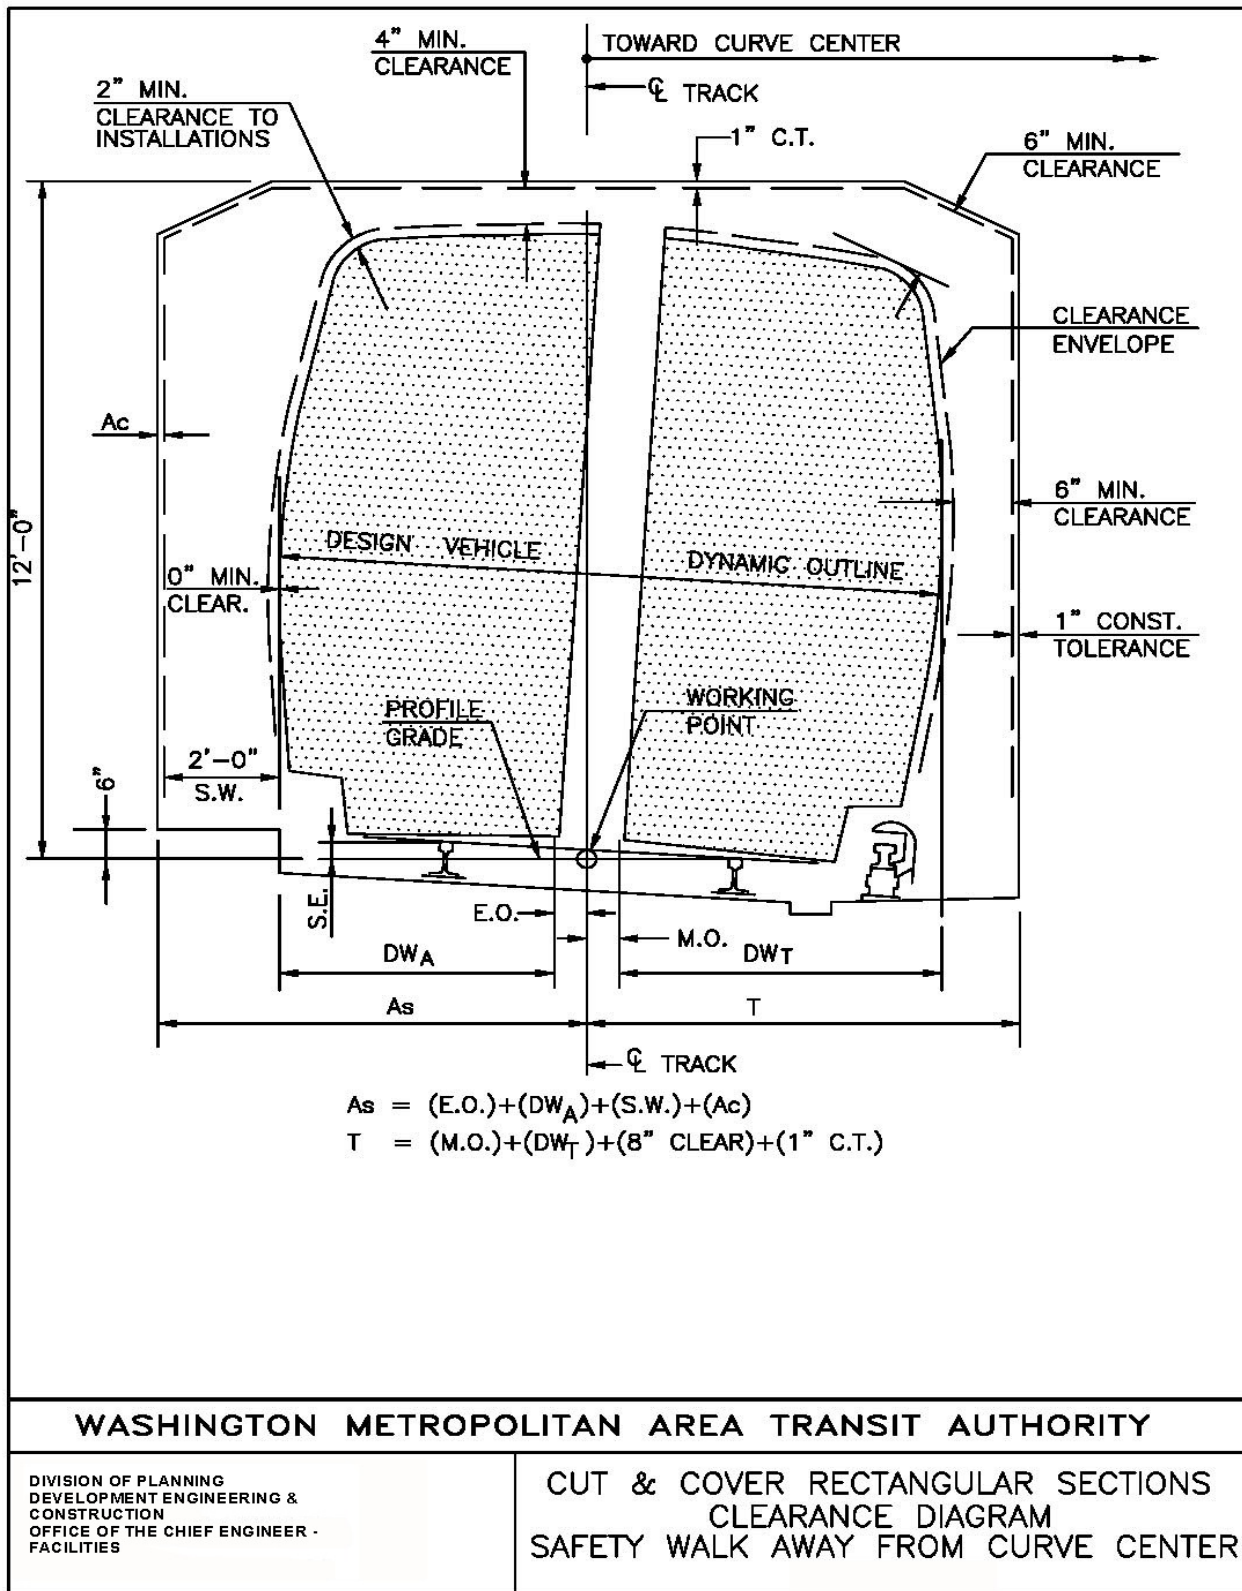 4" MIN.
CLEARANCE
TOWARD CURVE CENTER
℄ TRACK
2" MIN.
CLEARANCE TO
INSTALLATIONS
1" C.T.
6" MIN.
CLEARANCE
CLEARANCE
ENVELOPE
Ac
12'-0"
6" MIN.
CLEARANCE
DESIGN VEHICLE
DYNAMIC OUTLINE
0" MIN.
CLEAR.
1" CONST.
TOLERANCE
PROFILE
GRADE
WORKING
POINT
2'-0"
S.W.
6"
S.E.
E.O.
M.O.
DWA
DWT
As
T
℄ TRACK
As = (E.O.)+(DWA)+(S.W.)+(Ac)
T = (M.O.)+(DWT)+(8" CLEAR)+(1" C.T.)
WASHINGTON METROPOLITAN AREA TRANSIT AUTHORITY
DIVISION OF PLANNING
DEVELOPMENT ENGINEERING &
CONSTRUCTION
OFFICE OF THE CHIEF ENGINEER -
FACILITIES
CUT & COVER RECTANGULAR SECTIONS
CLEARANCE DIAGRAM
SAFETY WALK AWAY FROM CURVE CENTER